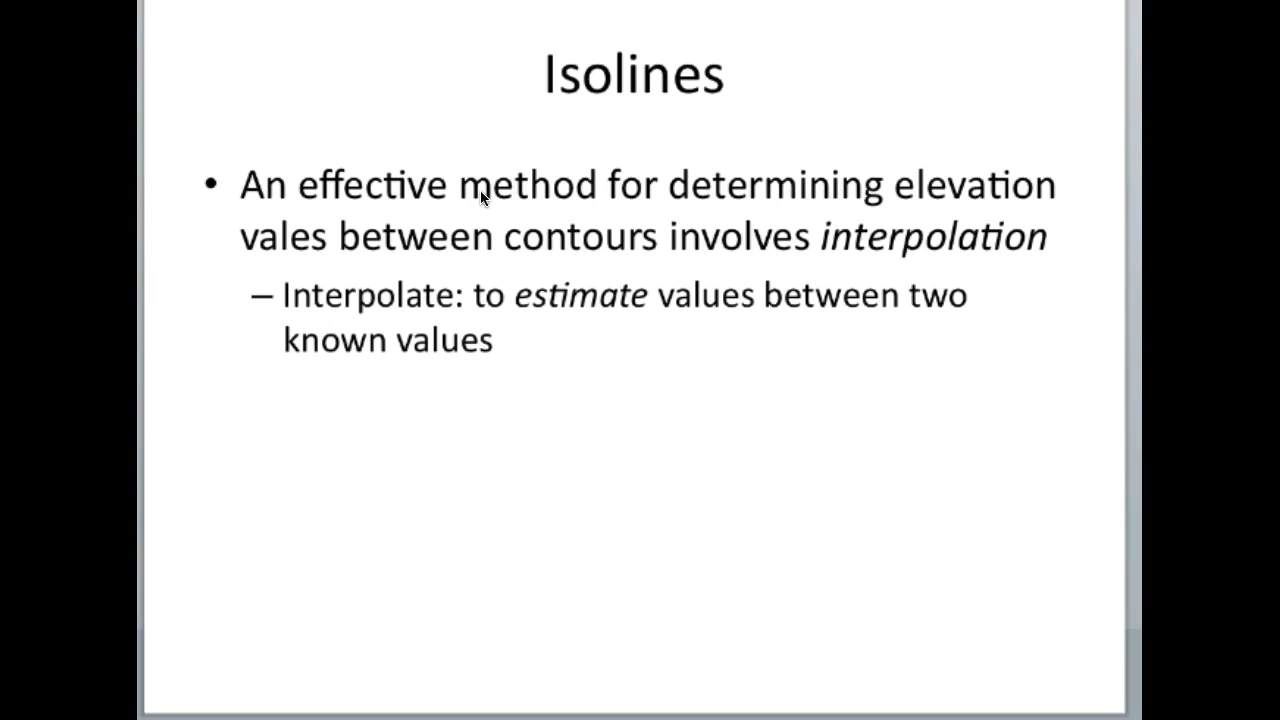 Isolines
• An effective method for determining elevation
vales between contours involves interpolation
– Interpolate: to estimate values between two
known values